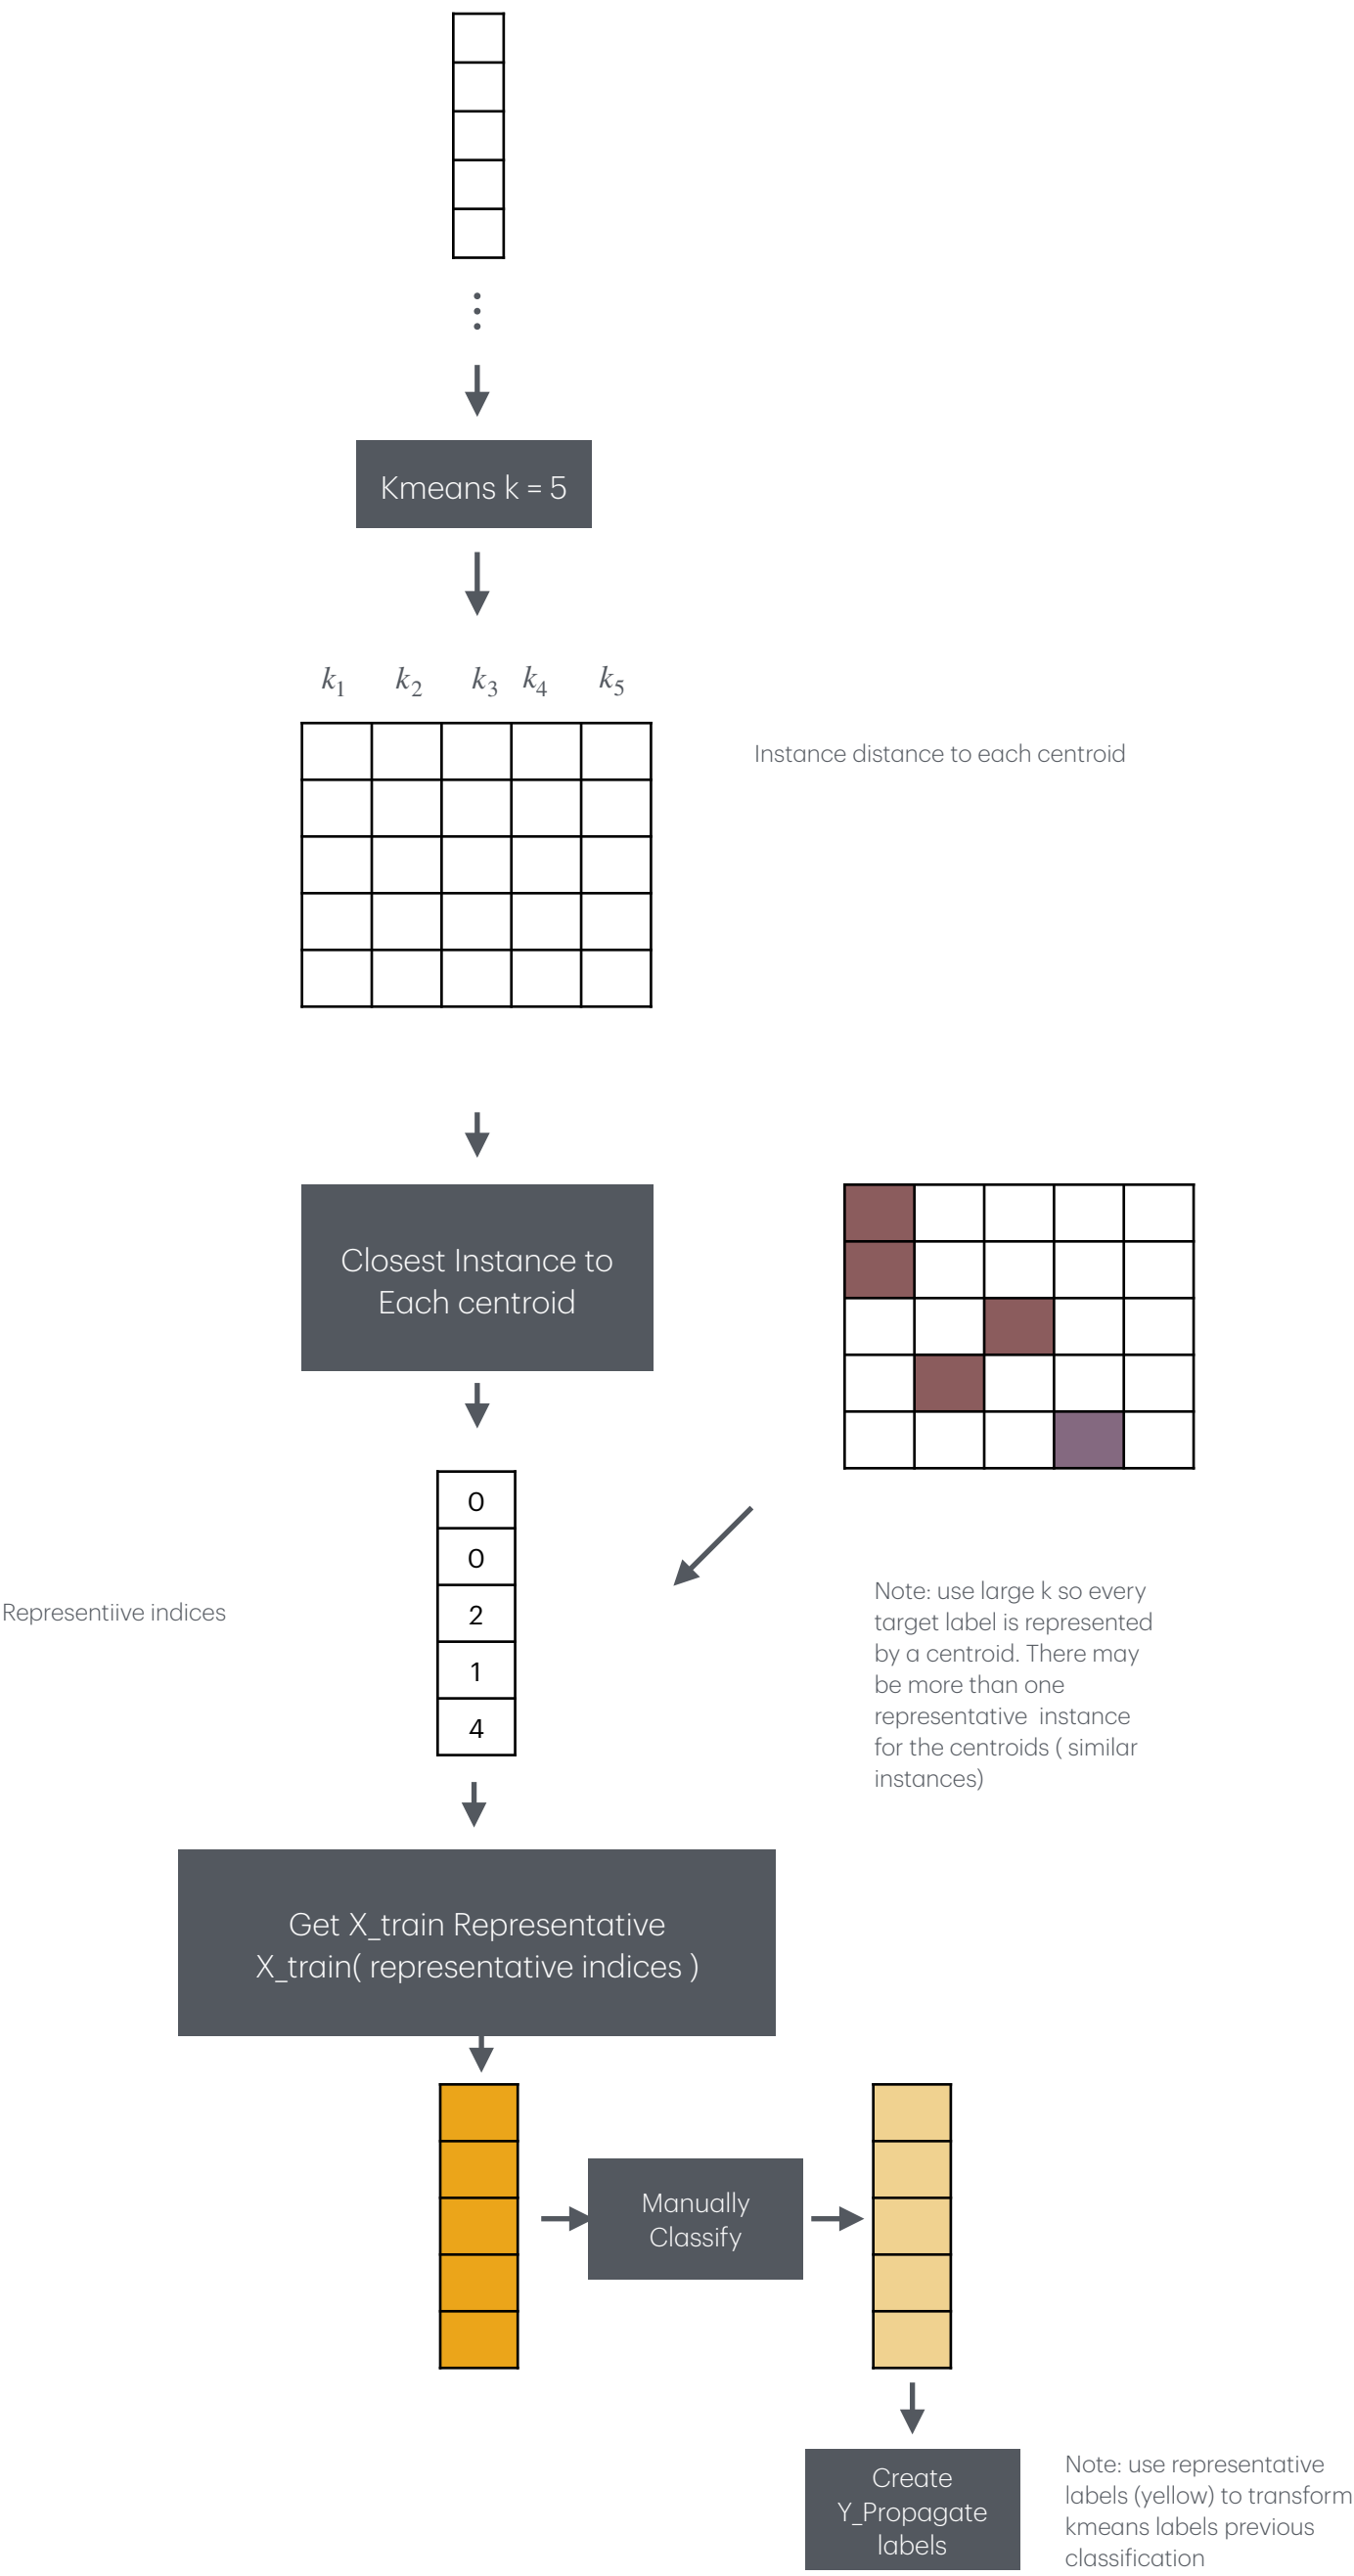 Kmeans k = 5
k1 k2 k3 k4 k5
Instance distance to each centroid
Closest Instance to
Each centroid
0
0
2
1
4
Representiive indices
Note: use large k so every
target label is represented
by a centroid. There may
be more than one
representative instance
for the centroids ( similar
instances)
Get X_train Representative
X_train( representative indices )
Manually
Classify
Create
Y_Propagate
labels
Note: use representative
labels (yellow) to transform
kmeans labels previous
classification